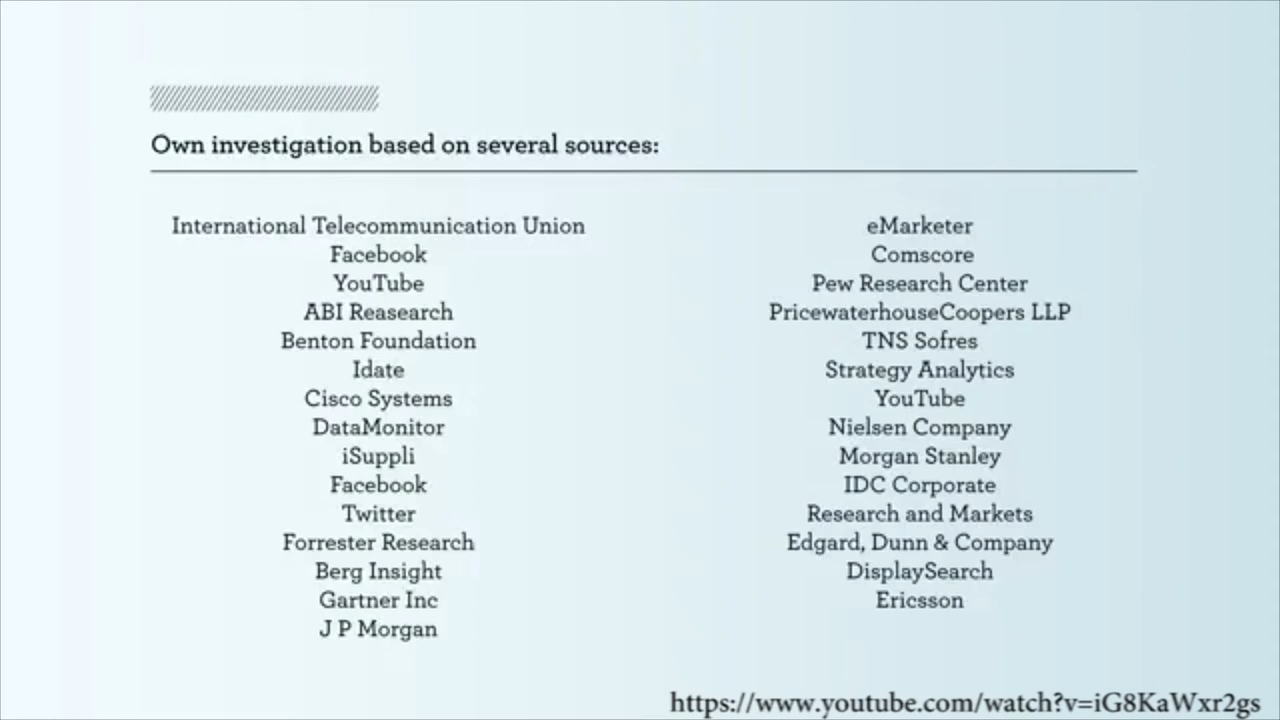 Own investigation based on several sources:
International Telecommunication Union
Facebook
YouTube
ABI Reasearch
Benton Foundation
Idate
Cisco Systems
DataMonitor
iSuppli
Facebook
Twitter
Forrester Research
Berg Insight
Gartner Inc
J P Morgan
eMarketer
Comscore
Pew Research Center
PricewaterhouseCoopers LLP
TNS Sofres
Strategy Analytics
YouTube
Nielsen Company
Morgan Stanley
IDC Corporate
Research and Markets
Edgard, Dunn & Company
DisplaySearch
Ericsson
https://www.youtube.com/watch?v=iG8KaWxr2gs